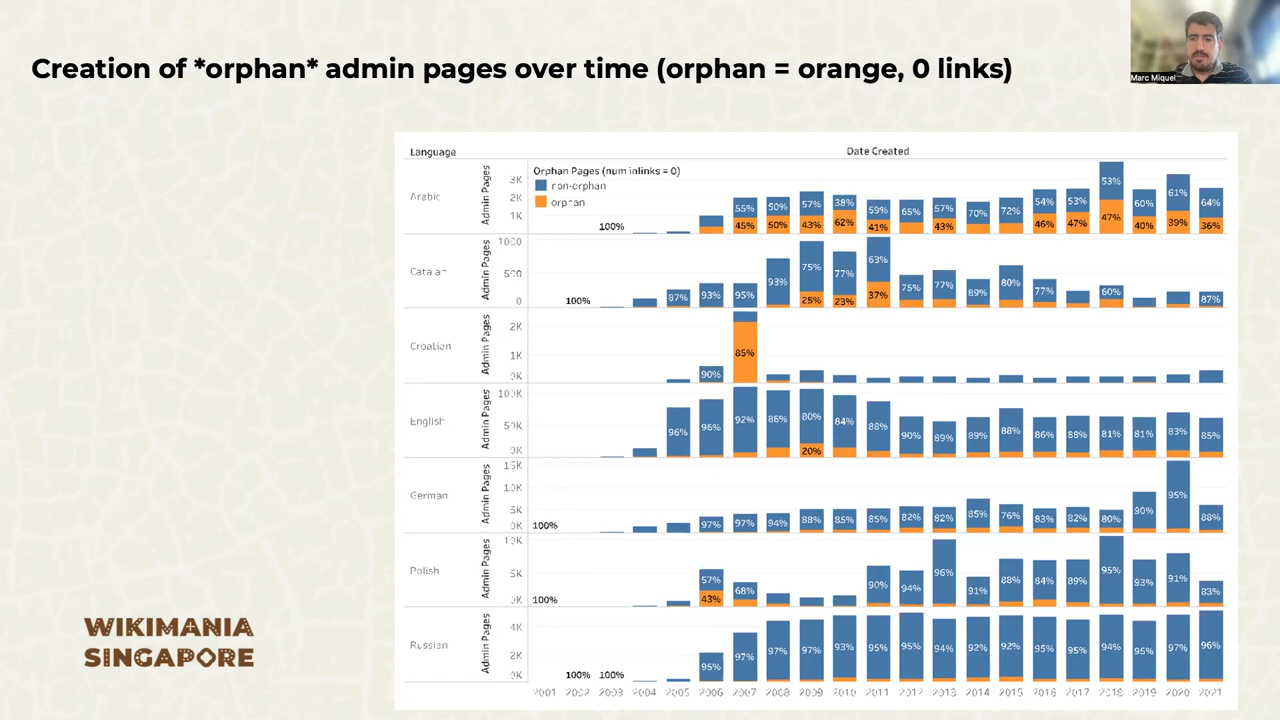 Creation of *orphan* admin pages over time (orphan = orange, 0 links)
Marc Miquel
Language
Date Created
Orphan Pages (num inlinks = 0)
non-orphan
orphan
Arabic
Admin Pages
3K
2K
1K
100%
55% 50% 57% 38% 59% 65% 57% 70% 72% 54% 53% 53% 60% 61% 64%
45% 50% 43% 62% 41% 43% 46% 47% 47% 40% 39% 36%
Catalan
Admin Pages
1000
500
0
100%
87% 93% 95% 93% 75% 77% 63% 75% 77% 89% 80% 77% 60% 87%
25% 23% 37%
Croatian
Admin Pages
2K
1K
0K
90%
85%
English
Admin Pages
100K
50K
0K
96% 96% 92% 86% 80% 84% 88% 90% 89% 89% 88% 86% 88% 81% 81% 83% 85%
20%
German
Admin Pages
15K
10K
5K
0K
100%
97% 97% 94% 88% 85% 85% 82% 82% 85% 76% 83% 82% 80% 90% 95% 88%
Polish
Admin Pages
10K
5K
0K
100%
57% 68% 90% 94% 96% 91% 88% 84% 89% 95% 93% 91% 83%
43%
Russian
Admin Pages
4K
2K
0K
100% 100%
95% 97% 97% 97% 93% 95% 95% 94% 92% 92% 95% 95% 94% 95% 97% 96%
2001 2002 2003 2004 2005 2006 2007 2008 2009 2010 2011 2012 2013 2014 2015 2016 2017 2018 2019 2020 2021
WIKIMANIA
SINGAPORE